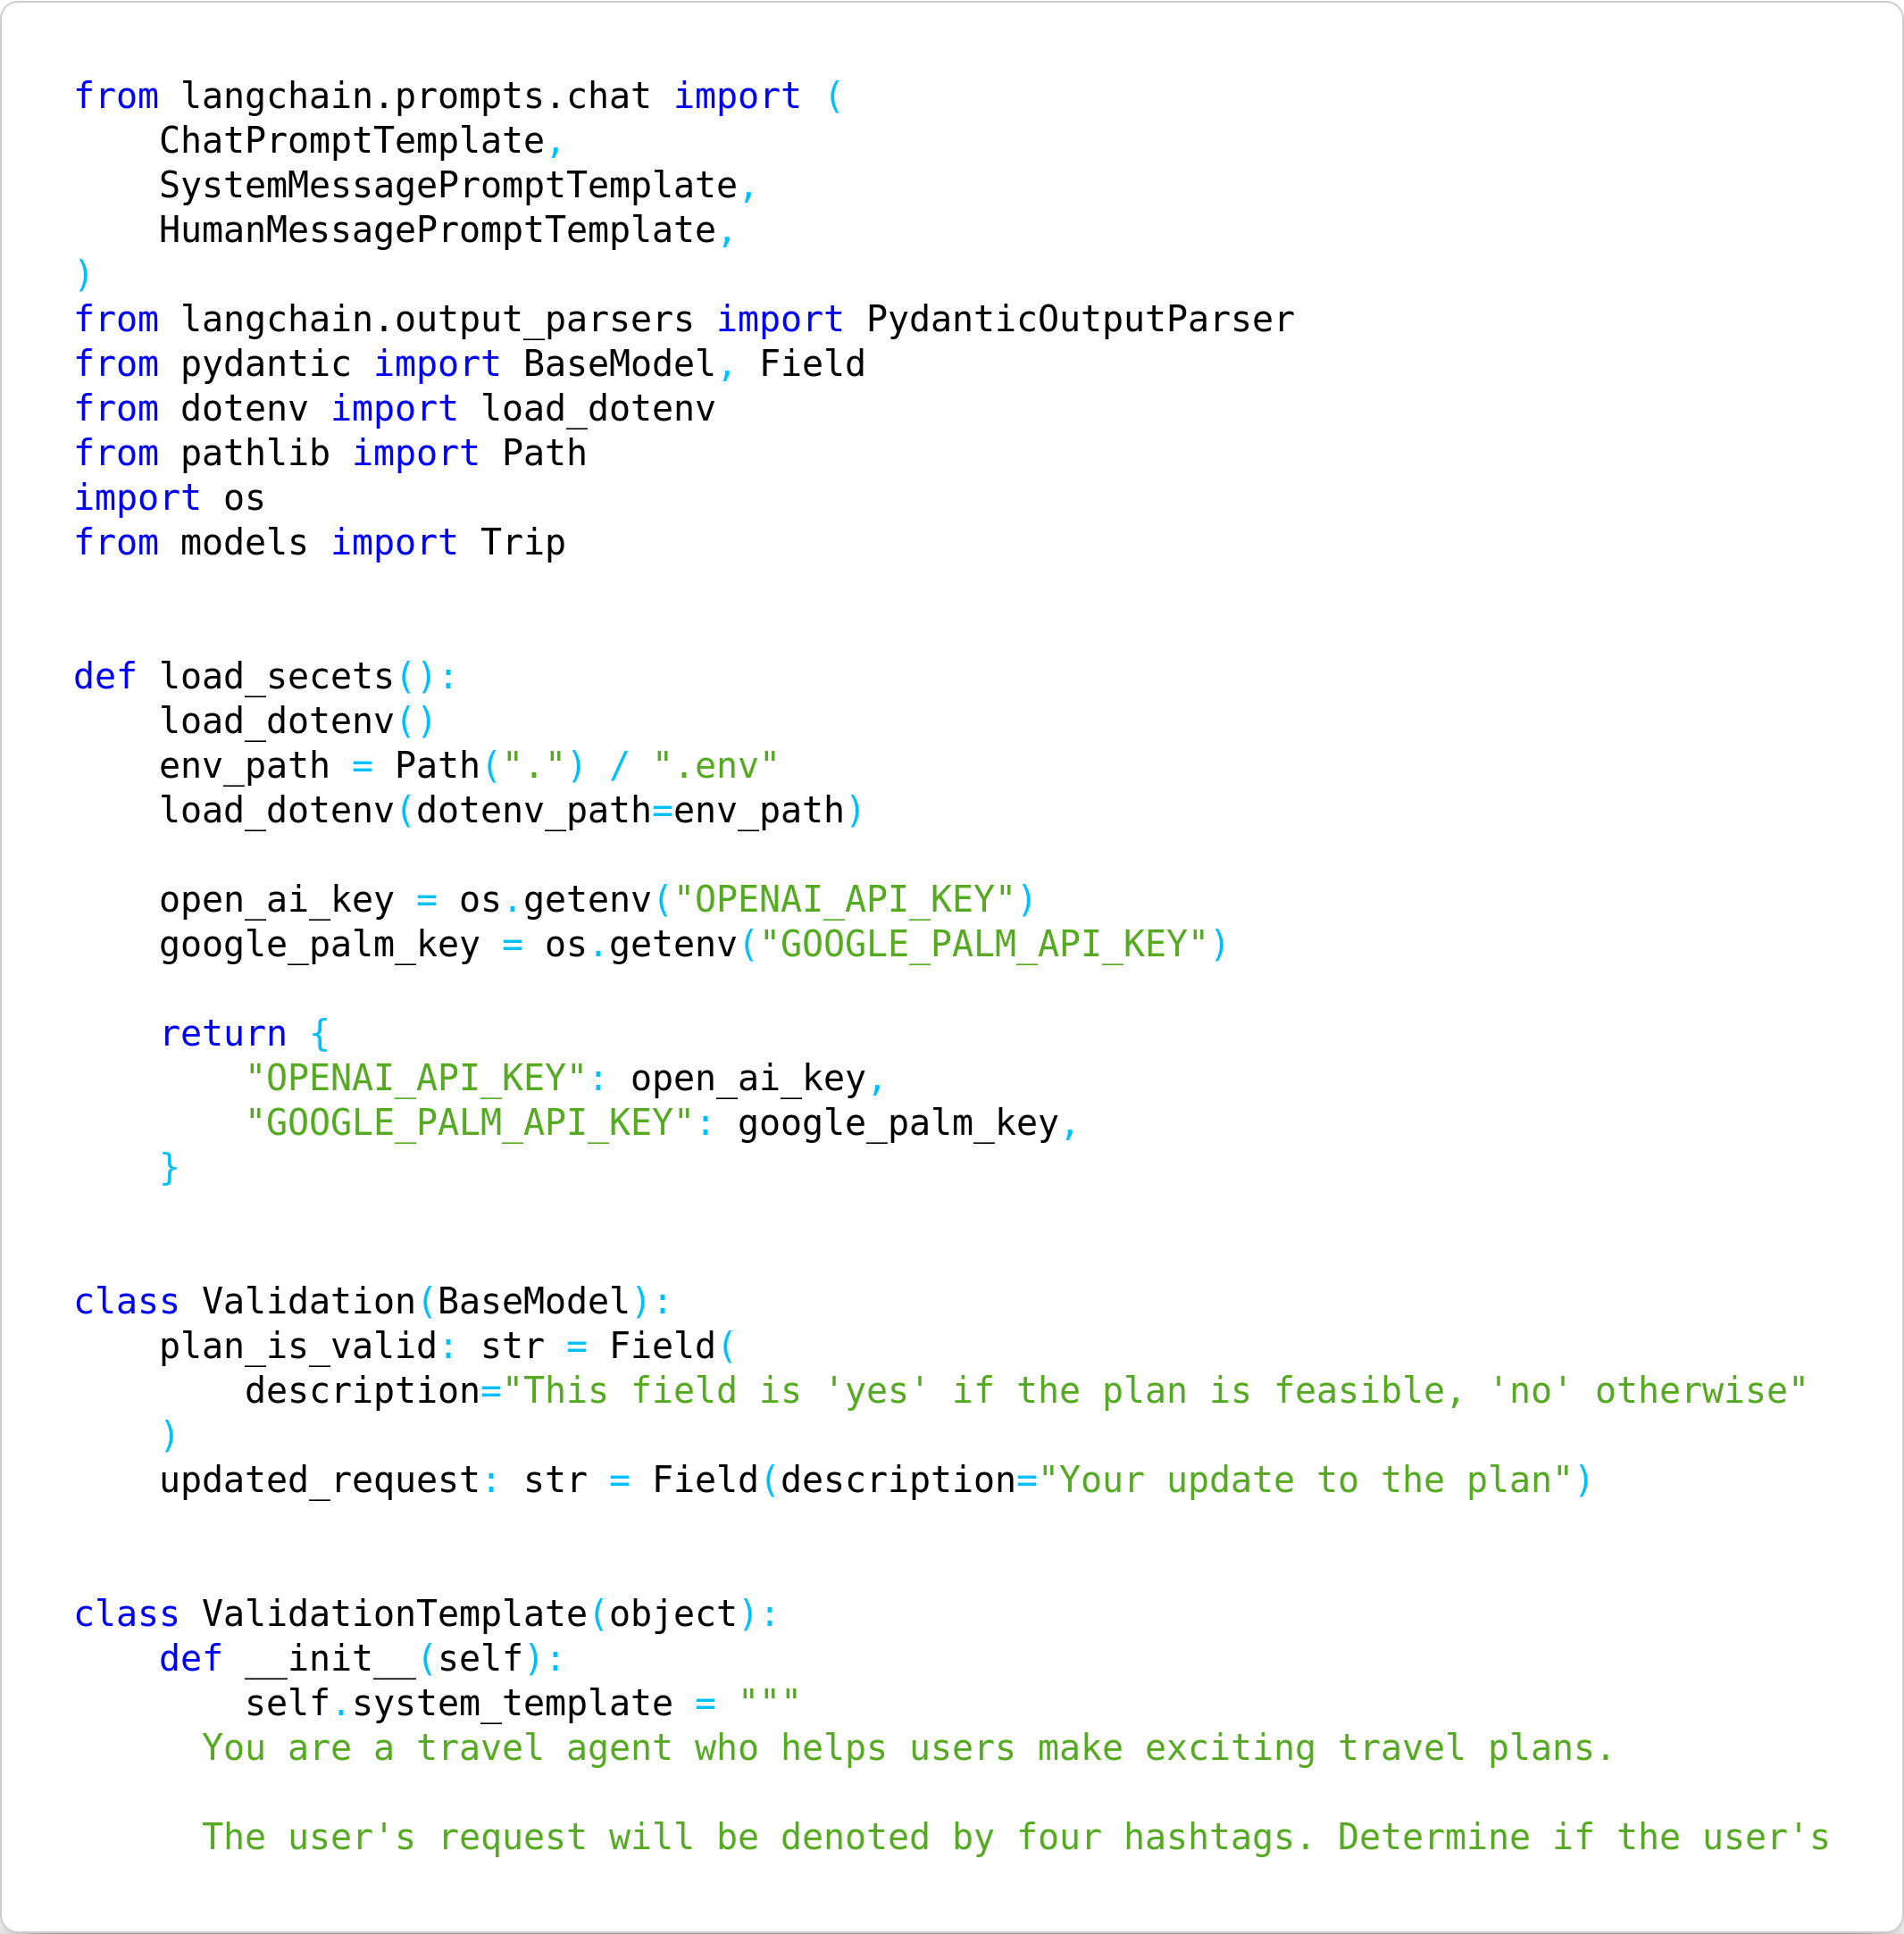 from langchain.prompts.chat import (
    ChatPromptTemplate,
    SystemMessagePromptTemplate,
    HumanMessagePromptTemplate,
)
from langchain.output_parsers import PydanticOutputParser
from pydantic import BaseModel, Field
from dotenv import load_dotenv
from pathlib import Path
import os
from models import Trip


def load_secets():
    load_dotenv()
    env_path = Path(".") / ".env"
    load_dotenv(dotenv_path=env_path)

    open_ai_key = os.getenv("OPENAI_API_KEY")
    google_palm_key = os.getenv("GOOGLE_PALM_API_KEY")

    return {
        "OPENAI_API_KEY": open_ai_key,
        "GOOGLE_PALM_API_KEY": google_palm_key,
    }


class Validation(BaseModel):
    plan_is_valid: str = Field(
        description="This field is 'yes' if the plan is feasible, 'no' otherwise"
    )
    updated_request: str = Field(description="Your update to the plan")


class ValidationTemplate(object):
    def __init__(self):
        self.system_template = """
      You are a travel agent who helps users make exciting travel plans.

      The user's request will be denoted by four hashtags. Determine if the user's